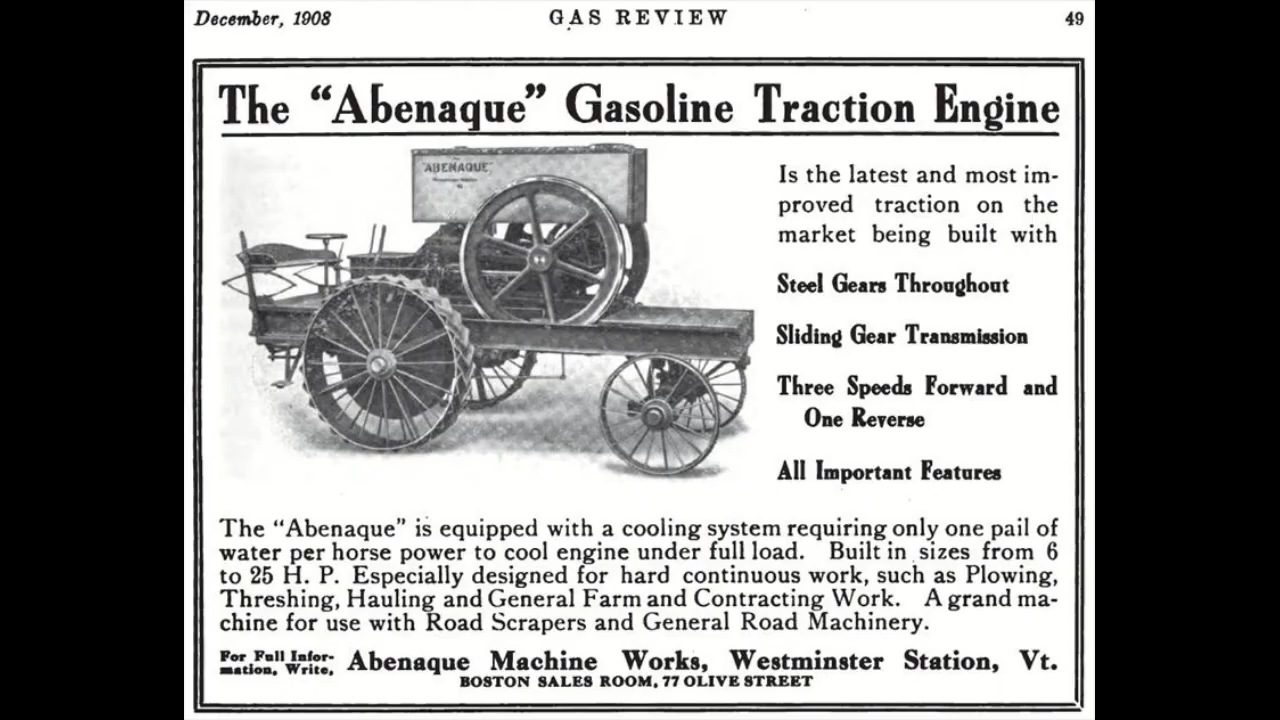 December, 1908
GAS REVIEW
49
The "Abenaque" Gasoline Traction Engine
"ABENAQUE"
Is the latest and most im-
proved traction on the
market being built with
Steel Gears Throughout
Sliding Gear Transmission
Three Speeds Forward and
One Reverse
All Important Features
The "Abenaque" is equipped with a cooling system requiring only one pail of
water per horse power to cool engine under full load. Built in sizes from 6
to 25 H. P. Especially designed for hard continuous work, such as Plowing,
Threshing, Hauling and General Farm and Contracting Work. A grand ma-
chine for use with Road Scrapers and General Road Machinery.
For Full Infor-
mation, Write,
Abenaque Machine Works, Westminster Station, Vt.
BOSTON SALES ROOM, 77 OLIVE STREET